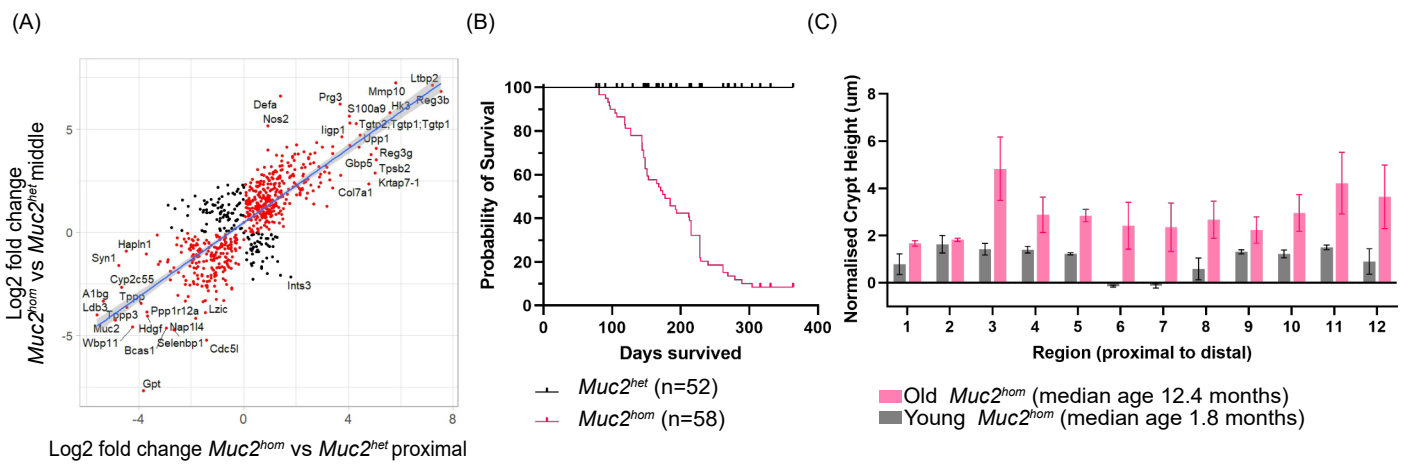 (A)
(B)
(C)
Log2 fold change
Muc2hom vs Muc2het middle
5
0
-5
-4
0
4
8
Log2 fold change Muc2hom vs Muc2het proximal
Ltbp2
Mmp10
Reg3b
Prg3
Defa
S100a9
Hk3
Nos2
Tgtp2;Tgtp1;Tgtp1
Iigp1
Upp1
Reg3g
Gbp5
Tpsb2
Krtap7-1
Col7a1
Hapln1
Syn1
Cyp2c55
Ints3
A1bg
Tppp
Ldb3
Ppp1r12a
Lzic
Tppp3
Muc2
Hdgf
Nap1l4
Wbp11
Selenbp1
Bcas1
Cdc5l
Gpt
Probability of Survival
100
80
60
40
20
0
0
100
200
300
400
Days survived
Muc2het (n=52)
Muc2hom (n=58)
Normalised Crypt Height (um)
8
6
4
2
0
1
2
3
4
5
6
7
8
9
10
11
12
Region (proximal to distal)
Old Muc2hom (median age 12.4 months)
Young Muc2hom (median age 1.8 months)